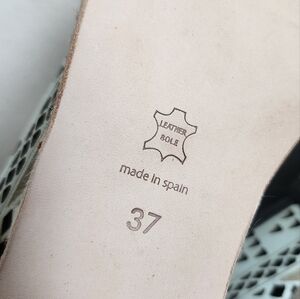 LEATHER
SOLE
made in spain
37